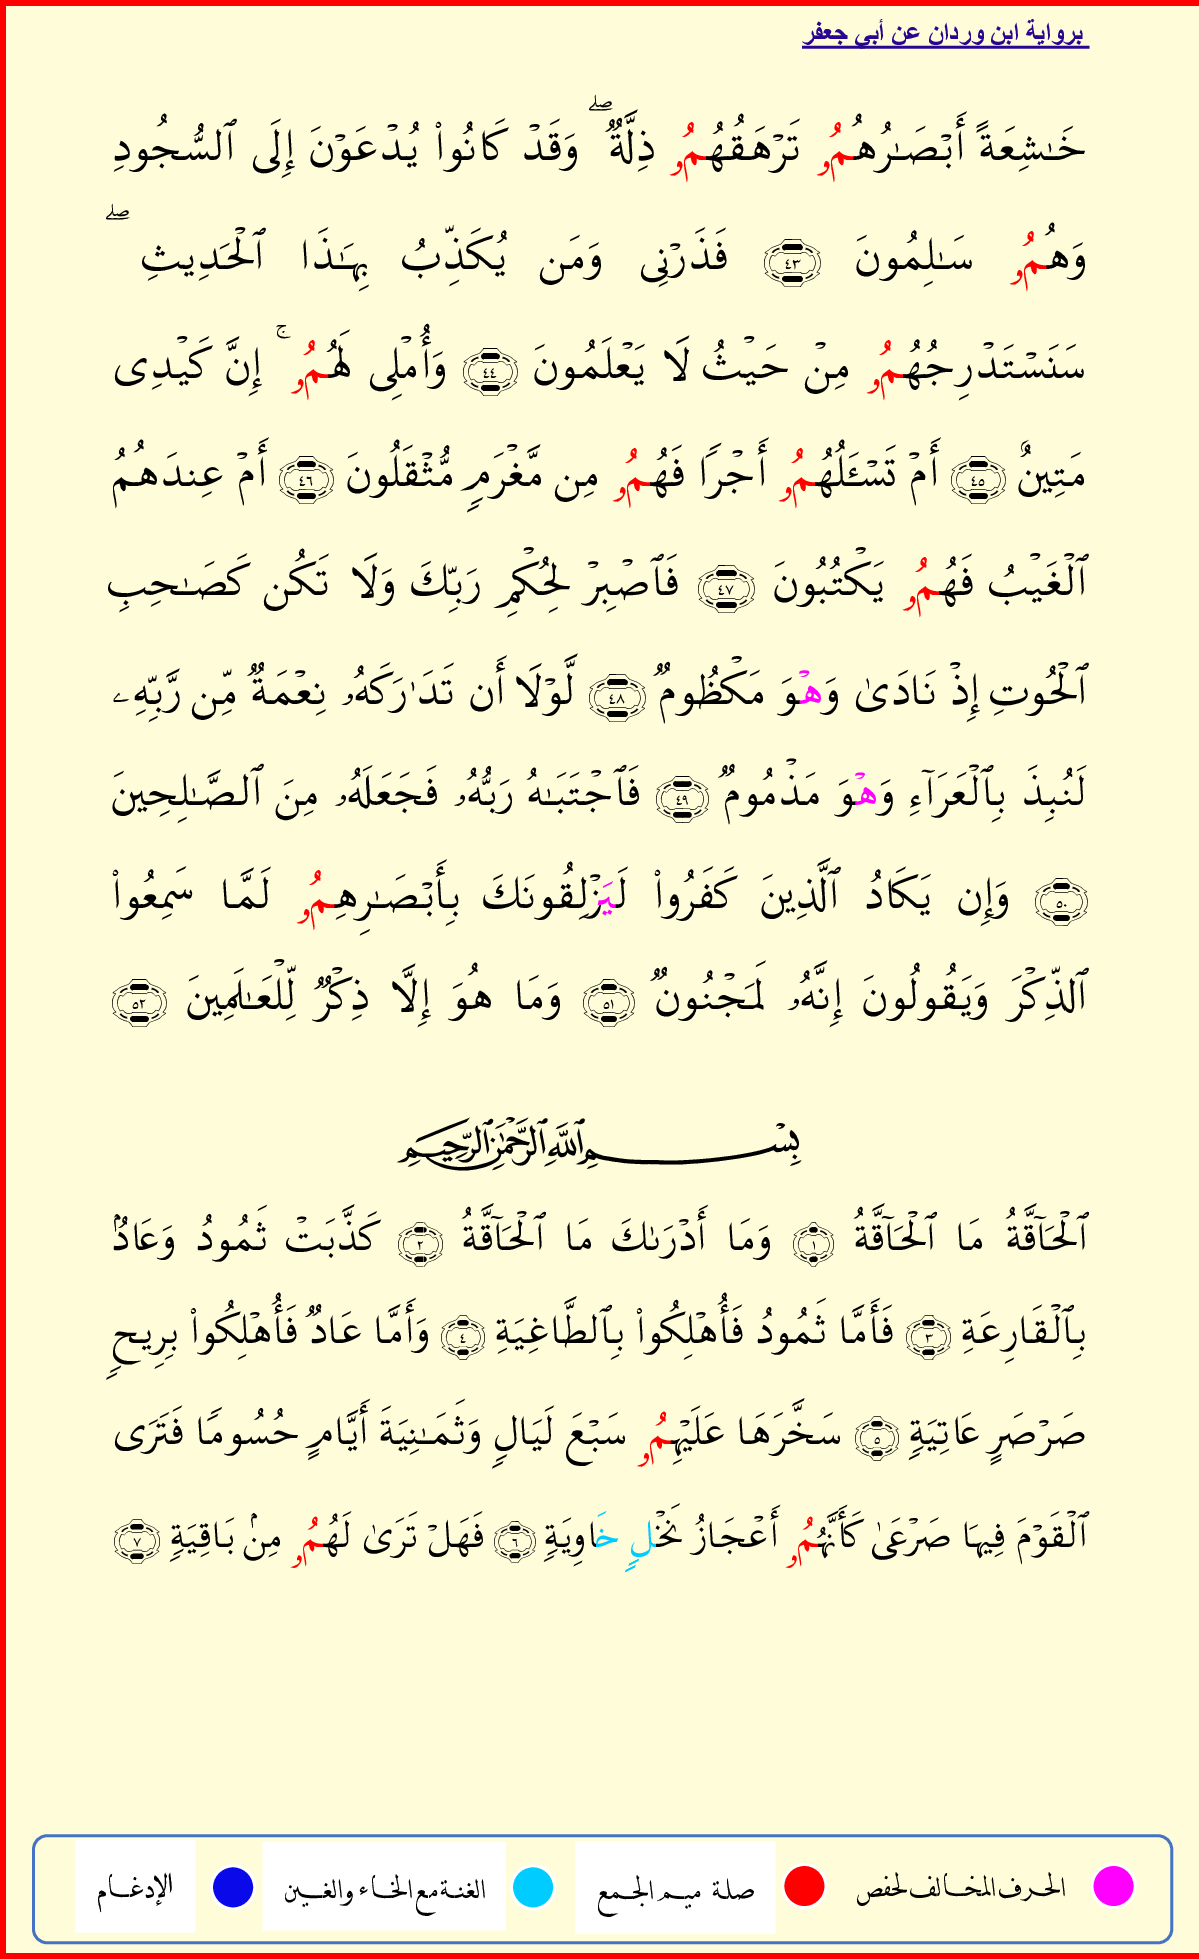 برواية ابن وردان عن أبي جعفر
خَٰشِعَةً أَبْصَٰرُهُمُۥ تَرْهَقُهُمُۥ ذِلَّةٌۖ وَقَدْ كَانُوا۟ يُدْعَوْنَ إِلَى ٱلسُّجُودِ
وَهُمُۥ سَٰلِمُونَ ٤٣ فَذَرْنِى وَمَن يُكَذِّبُ بِهَٰذَا ٱلْحَدِيثِۖ
سَنَسْتَدْرِجُهُمُۥ مِنْ حَيْثُ لَا يَعْلَمُونَ ٤٤ وَأُمْلِى لَهُمُۥۚ إِنَّ كَيْدِى
مَتِينٌ ٤٥ أَمْ تَسْـَٔلُهُمُۥ أَجْرًا فَهُمُۥ مِن مَّغْرَمٍ مُّثْقَلُونَ ٤٦ أَمْ عِندَهُمُ
ٱلْغَيْبُ فَهُمُۥ يَكْتُبُونَ ٤٧ فَٱصْبِرْ لِحُكْمِ رَبِّكَ وَلَا تَكُن كَصَٰحِبِ
ٱلْحُوتِ إِذْ نَادَىٰ وَهْوَ مَكْظُومٌ ٤٨ لَّوْلَا أَن تَدَٰرَكَهُۥ نِعْمَةٌ مِّن رَّبِّهِۦ
لَنُبِذَ بِٱلْعَرَآءِ وَهْوَ مَذْمُومٌ ٤٩ فَٱجْتَبَىٰهُ رَبُّهُۥ فَجَعَلَهُۥ مِنَ ٱلصَّٰلِحِينَ
٥٠ وَإِن يَكَادُ ٱلَّذِينَ كَفَرُوا۟ لَيَزْلِقُونَكَ بِأَبْصَٰرِهِمُۥ لَمَّا سَمِعُوا۟
ٱلذِّكْرَ وَيَقُولُونَ إِنَّهُۥ لَمَجْنُونٌ ٥١ وَمَا هُوَ إِلَّا ذِكْرٌ لِّلْعَٰلَمِينَ ٥٢
بِسْمِ ٱللَّهِ ٱلرَّحْمَٰنِ ٱلرَّحِيمِ
ٱلْحَآقَّةُ مَا ٱلْحَآقَّةُ ١ وَمَا أَدْرَىٰكَ مَا ٱلْحَآقَّةُ ٢ كَذَّبَتْ ثَمُودُ وَعَادُۢ
بِٱلْقَارِعَةِ ٣ فَأَمَّا ثَمُودُ فَأُهْلِكُوا۟ بِٱلطَّاغِيَةِ ٤ وَأَمَّا عَادٌ فَأُهْلِكُوا۟ بِرِيحٍ
صَرْصَرٍ عَاتِيَةٍ ٥ سَخَّرَهَا عَلَيْهِمُۥ سَبْعَ لَيَالٍ وَثَمَٰنِيَةَ أَيَّامٍ حُسُومًا فَتَرَى
ٱلْقَوْمَ فِيهَا صَرْعَىٰ كَأَنَّهُمُۥ أَعْجَازُ نَخْلٍ خَاوِيَةٍ ٦ فَهَلْ تَرَىٰ لَهُمُۥ مِنۢ بَاقِيَةٍ ٧
الحرف المخالف لحفص
صلة ميم الجمع
الغنة مع الخاء والغين
الإدغام